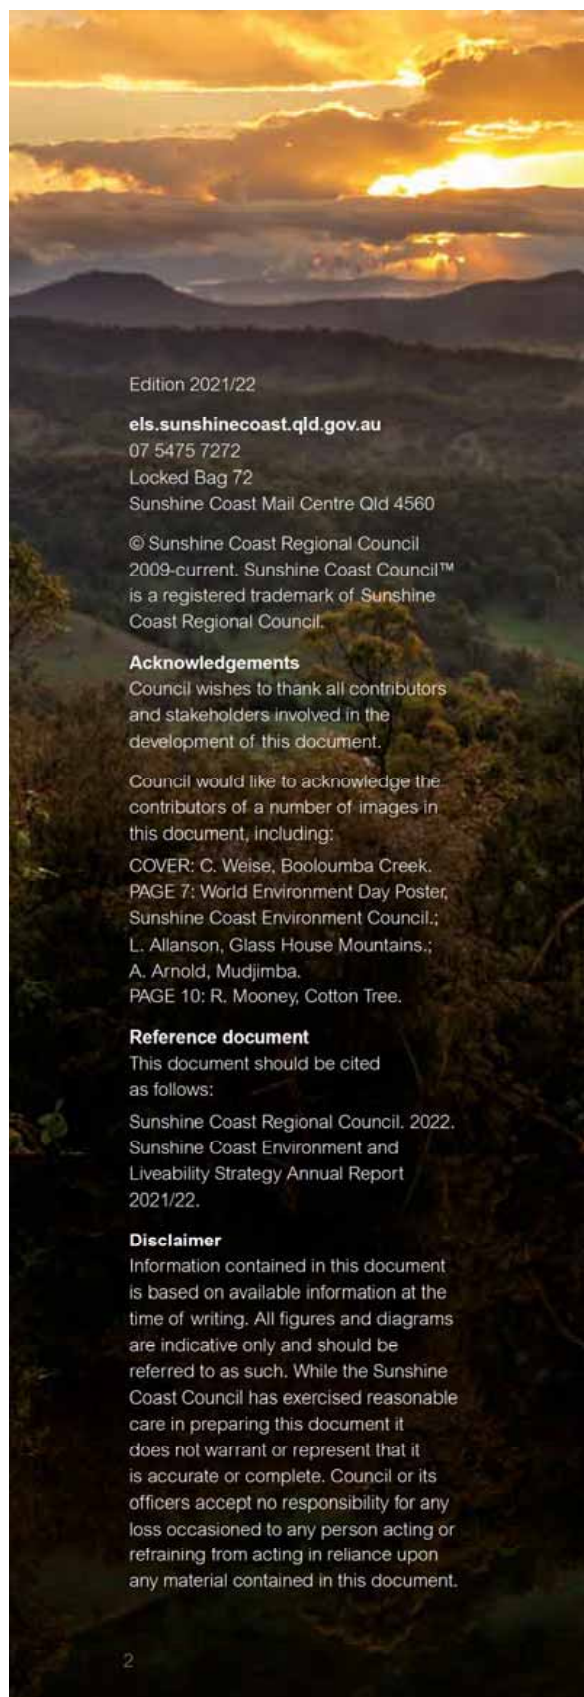 Edition 2021/22
els.sunshinecoast.qld.gov.au
07 5475 7272
Locked Bag 72
Sunshine Coast Mail Centre Qld 4560
© Sunshine Coast Regional Council
2009-current. Sunshine Coast Council™
is a registered trademark of Sunshine
Coast Regional Council.
Acknowledgements
Council wishes to thank all contributors
and stakeholders involved in the
development of this document.
Council would like to acknowledge the
contributors of a number of images in
this document, including:
COVER: C. Weise, Booloumba Creek.
PAGE 7: World Environment Day Poster,
Sunshine Coast Environment Council.;
L. Allanson, Glass House Mountains.;
A. Arnold, Mudjimba.
PAGE 10: R. Mooney, Cotton Tree.
Reference document
This document should be cited
as follows:
Sunshine Coast Regional Council. 2022.
Sunshine Coast Environment and
Liveability Strategy Annual Report
2021/22.
Disclaimer
Information contained in this document
is based on available information at the
time of writing. All figures and diagrams
are indicative only and should be
referred to as such. While the Sunshine
Coast Council has exercised reasonable
care in preparing this document it
does not warrant or represent that it
is accurate or complete. Council or its
officers accept no responsibility for any
loss occasioned to any person acting or
refraining from acting in reliance upon
any material contained in this document.
2